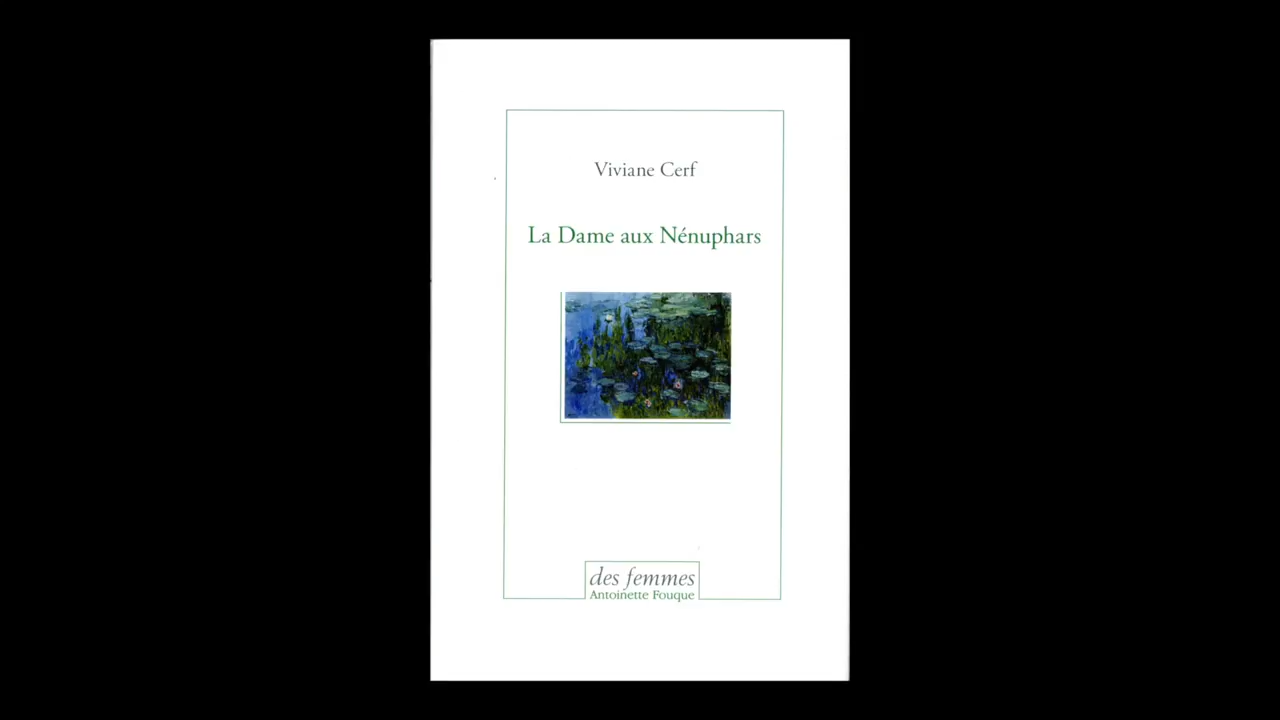 Viviane Cerf
La Dame aux Nénuphars
des femmes
Antoinette Fouque